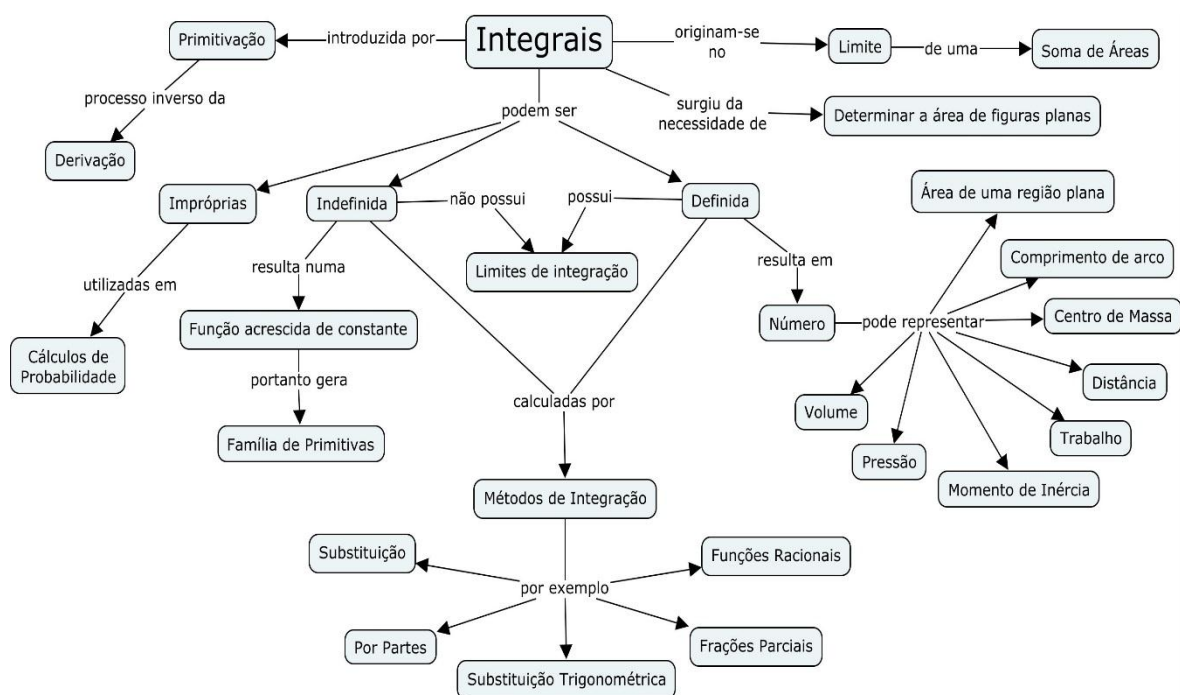 Integrais
introduzida por
Primitivação
processo inverso da
Derivação
originam-se
no
Limite
de uma
Soma de Áreas
surgiu da
necessidade de
Determinar a área de figuras planas
podem ser
Impróprias
utilizadas em
Cálculos de
Probabilidade
Indefinida
não possui
possui
Definida
Limites de integração
resulta numa
Função acrescida de constante
portanto gera
Família de Primitivas
resulta em
Número
pode representar
Área de uma região plana
Comprimento de arco
Centro de Massa
Distância
Trabalho
Momento de Inércia
Pressão
Volume
calculadas por
Métodos de Integração
por exemplo
Substituição
Funções Racionais
Por Partes
Substituição Trigonométrica
Frações Parciais